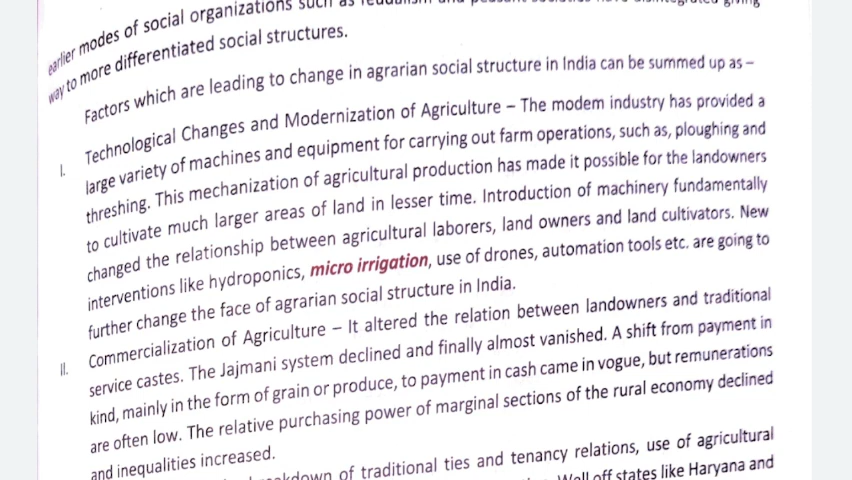 earlier modes of social organizations such as feudalism and peasant societies have disintegrated giving
way to more differentiated social structures.
Factors which are leading to change in agrarian social structure in India can be summed up as –
I. Technological Changes and Modernization of Agriculture – The modem industry has provided a
large variety of machines and equipment for carrying out farm operations, such as, ploughing and
threshing. This mechanization of agricultural production has made it possible for the landowners
to cultivate much larger areas of land in lesser time. Introduction of machinery fundamentally
changed the relationship between agricultural laborers, land owners and land cultivators. New
interventions like hydroponics, micro irrigation, use of drones, automation tools etc. are going to
further change the face of agrarian social structure in India.
II. Commercialization of Agriculture – It altered the relation between landowners and traditional
service castes. The Jajmani system declined and finally almost vanished. A shift from payment in
kind, mainly in the form of grain or produce, to payment in cash came in vogue, but remunerations
are often low. The relative purchasing power of marginal sections of the rural economy declined
and inequalities increased.
of traditional ties and tenancy relations, use of agricultural
Well off states like Haryana and